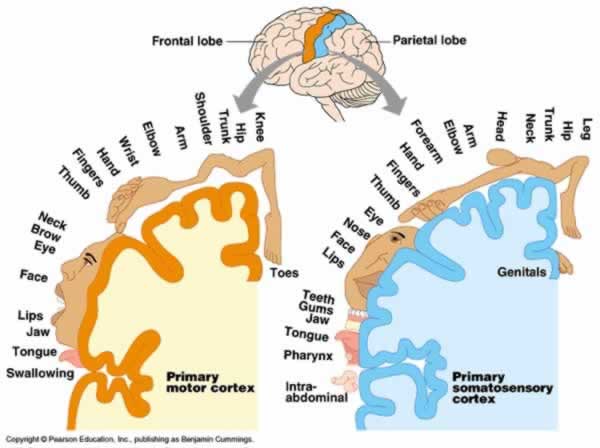 Frontal lobe
Parietal lobe
Knee
Hip
Trunk
Shoulder
Arm
Elbow
Wrist
Hand
Fingers
Thumb
Neck
Brow
Eye
Face
Lips
Jaw
Tongue
Swallowing
Toes
Primary
motor cortex
Leg
Hip
Trunk
Neck
Head
Arm
Elbow
Forearm
Hand
Fingers
Thumb
Eye
Nose
Face
Lips
Teeth
Gums
Jaw
Tongue
Pharynx
Intra-
abdominal
Genitals
Primary
somatosensory
cortex
Copyright © Pearson Education, Inc., publishing as Benjamin Cummings.